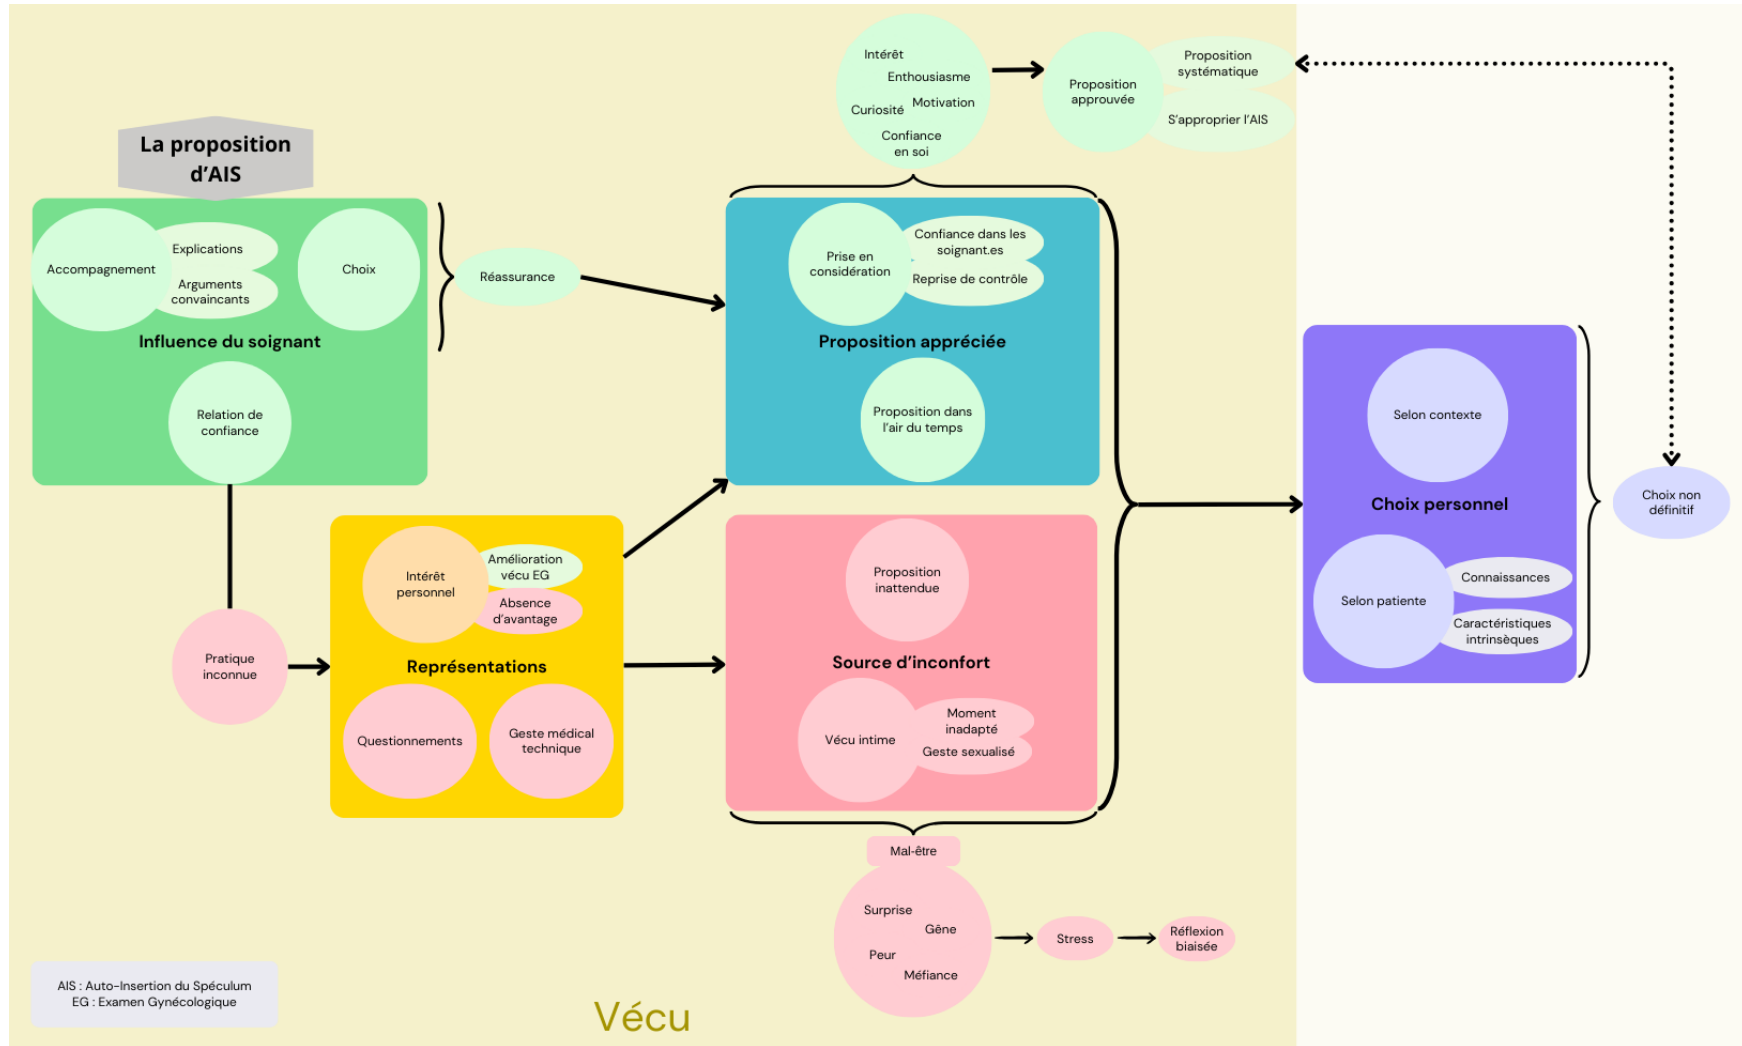 La proposition
d'AIS
Accompagnement
Explications
Arguments
convaincants
Choix
Influence du soignant
Relation de
confiance
Réassurance
Pratique
inconnue
Intérêt
personnel
Amélioration
vécu EG
Absence
d'avantage
Représentations
Questionnements
Geste médical
technique
Intérêt
Enthousiasme
Curiosité
Motivation
Confiance
en soi
Proposition
approuvée
Proposition
systématique
S'approprier l'AIS
Prise en
considération
Confiance dans les
soignant.es
Reprise de contrôle
Proposition appréciée
Proposition dans
l'air du temps
Proposition
inattendue
Source d'inconfort
Vécu intime
Moment
inadapté
Geste sexualisé
Mal-être
Surprise
Gêne
Peur
Méfiance
Stress
Réflexion
biaisée
Selon contexte
Choix personnel
Selon patiente
Connaissances
Caractéristiques
intrinsèques
Choix non
définitif
AIS : Auto-Insertion du Spéculum
EG : Examen Gynécologique
Vécu